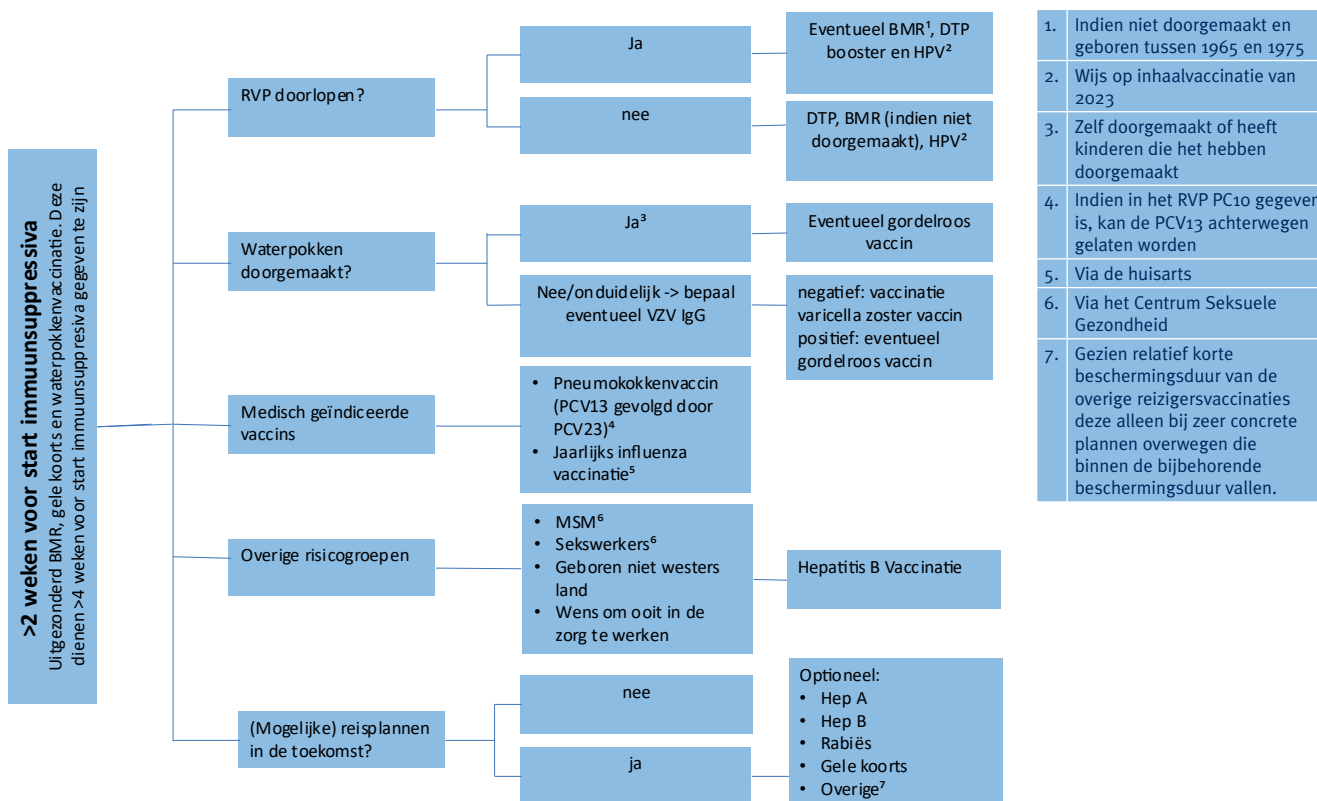 >2 weken voor start immuunsuppressiva
Uitgezonderd BMR, gele koorts en waterpokkenvaccinatie. Deze
dienen >4 weken voor start immuunsuppresiva gegeven te zijn
RVP doorlopen?
Ja
Eventueel BMR¹, DTP
booster en HPV²
nee
DTP, BMR (indien niet
doorgemaakt), HPV²
Waterpokken
doorgemaakt?
Ja³
Eventueel gordelroos
vaccin
Nee/onduidelijk -> bepaal
eventueel VZV IgG
negatief: vaccinatie
varicella zoster vaccin
positief: eventueel
gordelroos vaccin
Medisch geïndiceerde
vaccins
• Pneumokokkenvaccin
(PCV13 gevolgd door
PCV23)⁴
• Jaarlijks influenza
vaccinatie⁵
Overige risicogroepen
• MSM⁶
• Sekswerkers⁶
• Geboren niet westers
land
• Wens om ooit in de
zorg te werken
Hepatitis B Vaccinatie
(Mogelijke) reisplannen
in de toekomst?
nee
ja
Optioneel:
• Hep A
• Hep B
• Rabiës
• Gele koorts
• Overige⁷
1. Indien niet doorgemaakt en
geboren tussen 1965 en 1975
2. Wijs op inhaalvaccinatie van
2023
3. Zelf doorgemaakt of heeft
kinderen die het hebben
doorgemaakt
4. Indien in het RVP PC10 gegeven
is, kan de PCV13 achterwegen
gelaten worden
5. Via de huisarts
6. Via het Centrum Seksuele
Gezondheid
7. Gezien relatief korte
beschermingsduur van de
overige reizigersvaccinaties
deze alleen bij zeer concrete
plannen overwegen die
binnen de bijbehorende
beschermingsduur vallen.